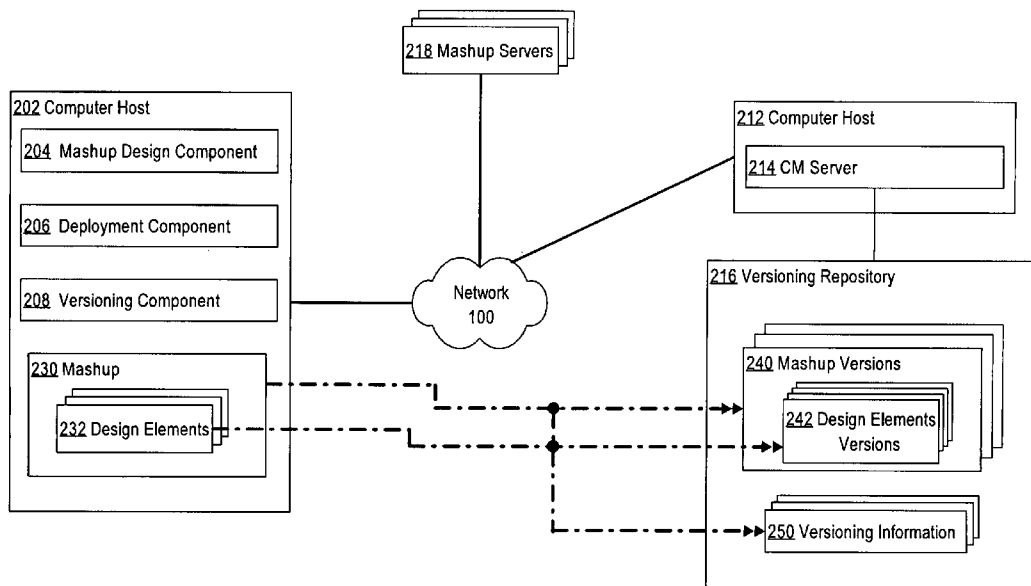 218 Mashup Servers
202 Computer Host
204 Mashup Design Component
206 Deployment Component
208 Versioning Component
230 Mashup
232 Design Elements
Network
100
212 Computer Host
214 CM Server
216 Versioning Repository
240 Mashup Versions
242 Design Elements
Versions
250 Versioning Information